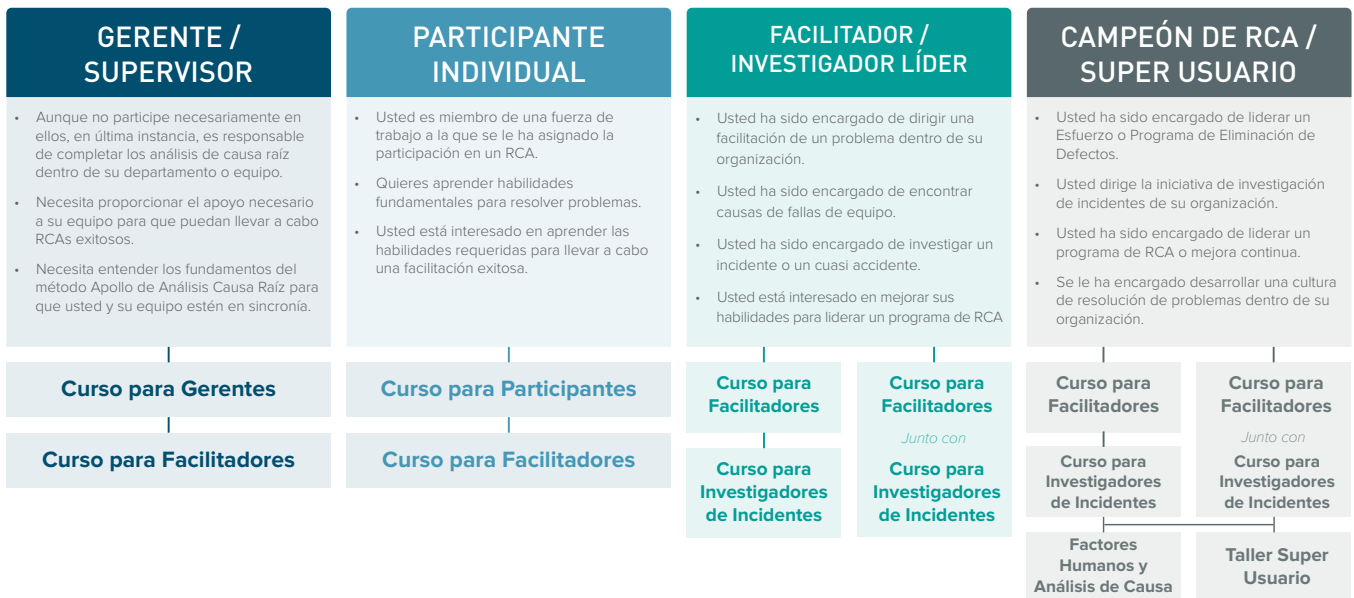 GERENTE /
SUPERVISOR
• Aunque no participe necesariamente en
ellos, en última instancia, es responsable
de completar los análisis de causa raíz
dentro de su departamento o equipo.
• Necesita proporcionar el apoyo necesario
a su equipo para que puedan llevar a cabo
RCAs exitosos.
• Necesita entender los fundamentos del
método Apollo de Análisis Causa Raíz para
que usted y su equipo estén en sincronía.
Curso para Gerentes
Curso para Facilitadores
PARTICIPANTE
INDIVIDUAL
• Usted es miembro de una fuerza de
trabajo a la que se le ha asignado la
participación en un RCA.
• Quieres aprender habilidades
fundamentales para resolver problemas.
• Usted está interesado en aprender las
habilidades requeridas para llevar a cabo
una facilitación exitosa.
Curso para Participantes
Curso para Facilitadores
FACILITADOR /
INVESTIGADOR LÍDER
• Usted ha sido encargado de dirigir una
facilitación de un problema dentro de su
organización.
• Usted ha sido encargado de encontrar
causas de fallas de equipo.
• Usted ha sido encargado de investigar un
incidente o un cuasi accidente.
• Usted está interesado en mejorar sus
habilidades para liderar un programa de RCA
Curso para
Facilitadores
Curso para
Investigadores
de Incidentes
Curso para
Facilitadores
Junto con
Curso para
Investigadores
de Incidentes
CAMPEÓN DE RCA /
SUPER USUARIO
• Usted ha sido encargado de liderar un
Esfuerzo o Programa de Eliminación de
Defectos.
• Usted dirige la iniciativa de investigación
de incidentes de su organización.
• Usted ha sido encargado de liderar un
programa de RCA o mejora continua.
• Se le ha encargado desarrollar una cultura
de resolución de problemas dentro de su
organización.
Curso para
Facilitadores
Curso para
Investigadores
de Incidentes
Curso para
Facilitadores
Junto con
Curso para
Investigadores
de Incidentes
Factores
Humanos y
Análisis de Causa
Taller Super
Usuario